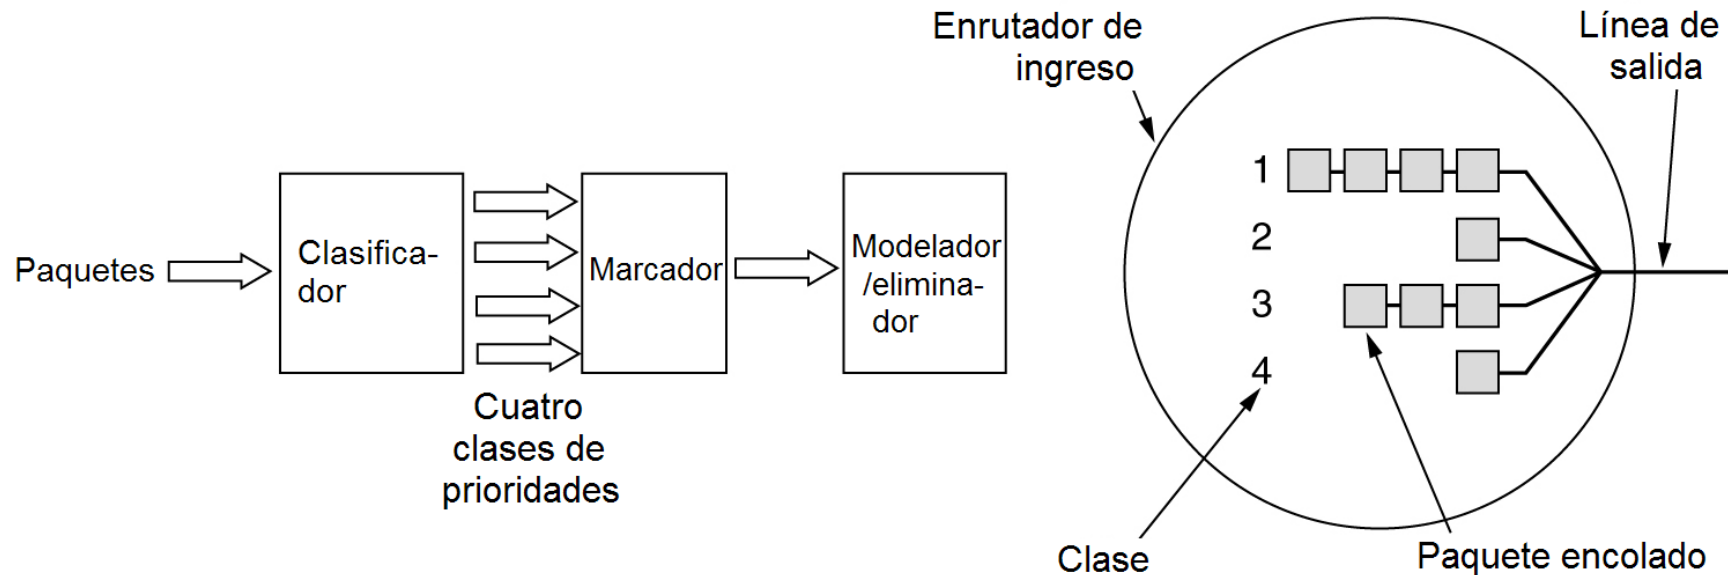 Paquetes
Clasifica-
dor
Cuatro
clases de
prioridades
Marcador
Modelador
/elimina-
dor
Enrutador de
ingreso
Línea de
salida
1
2
3
4
Clase
Paquete encolado